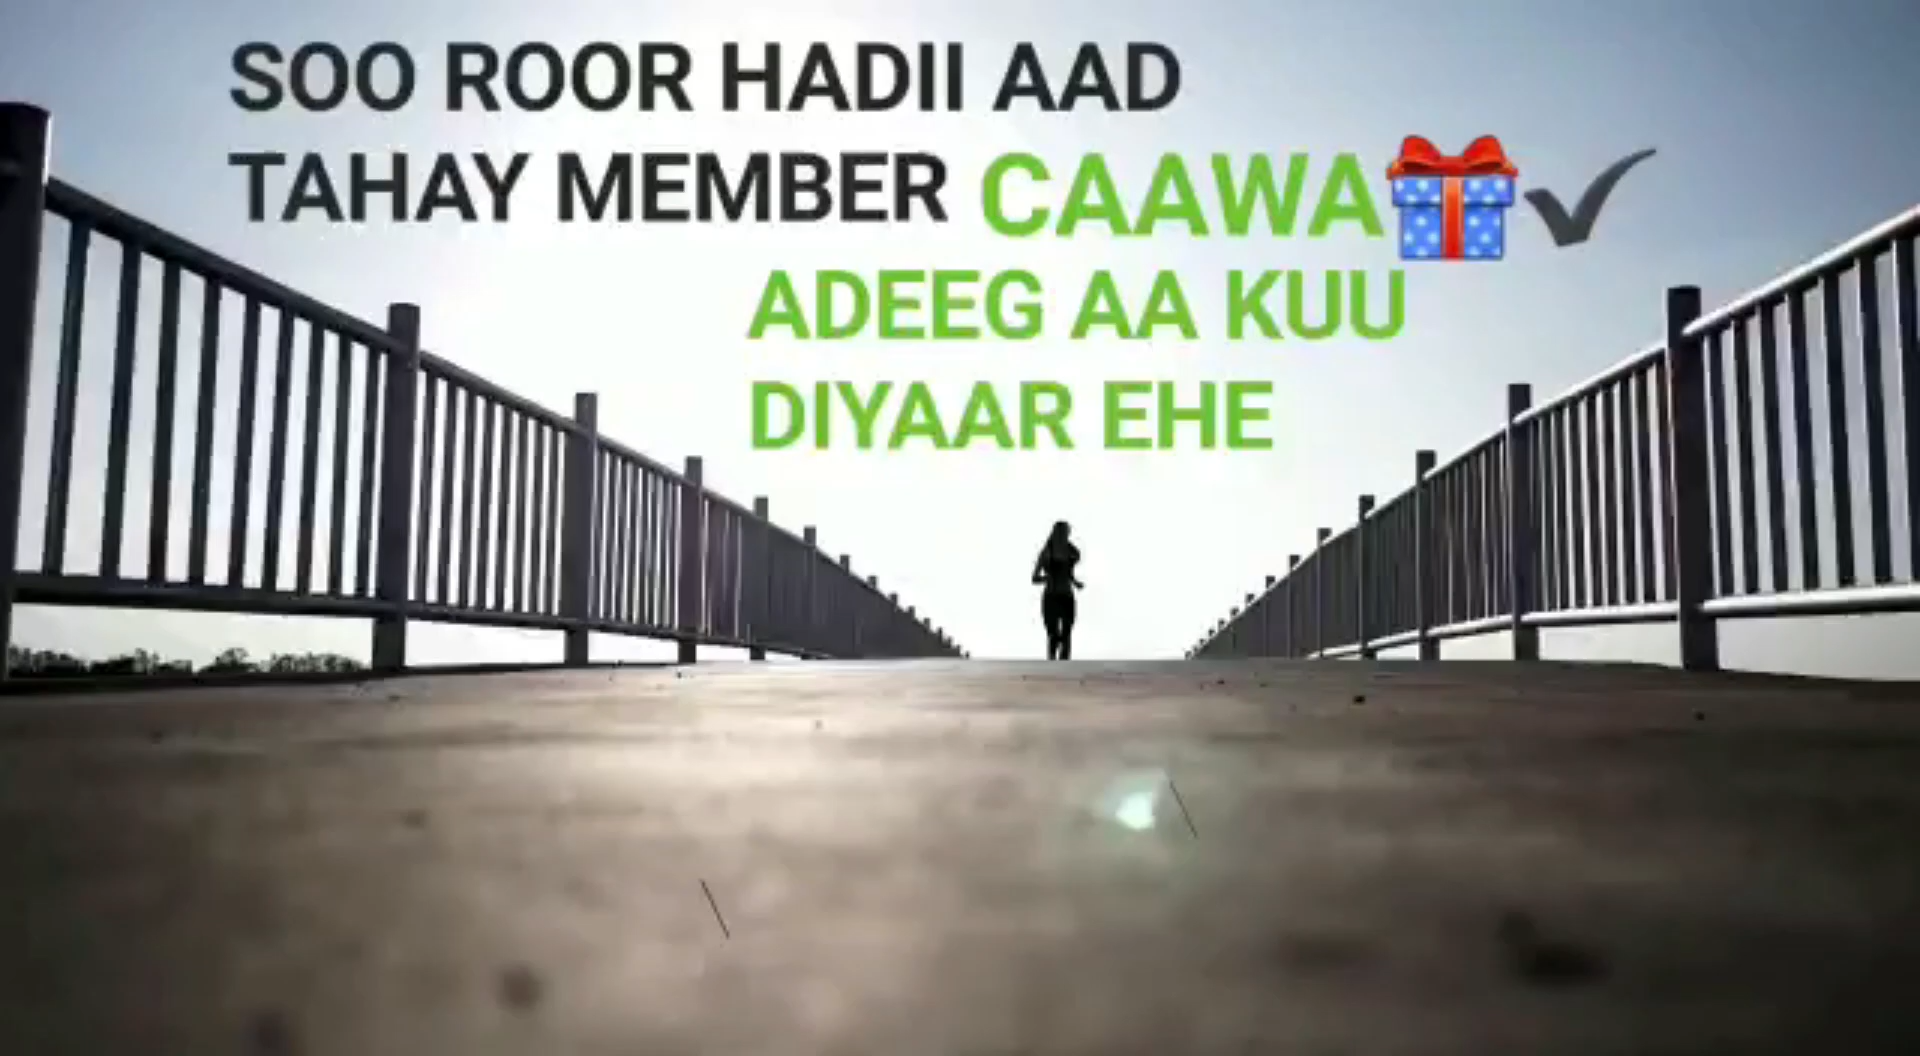 SOO ROOR HADII AAD
TAHAY MEMBER CAAWA🎁✔
ADEEG AA KUU
DIYAAR EHE